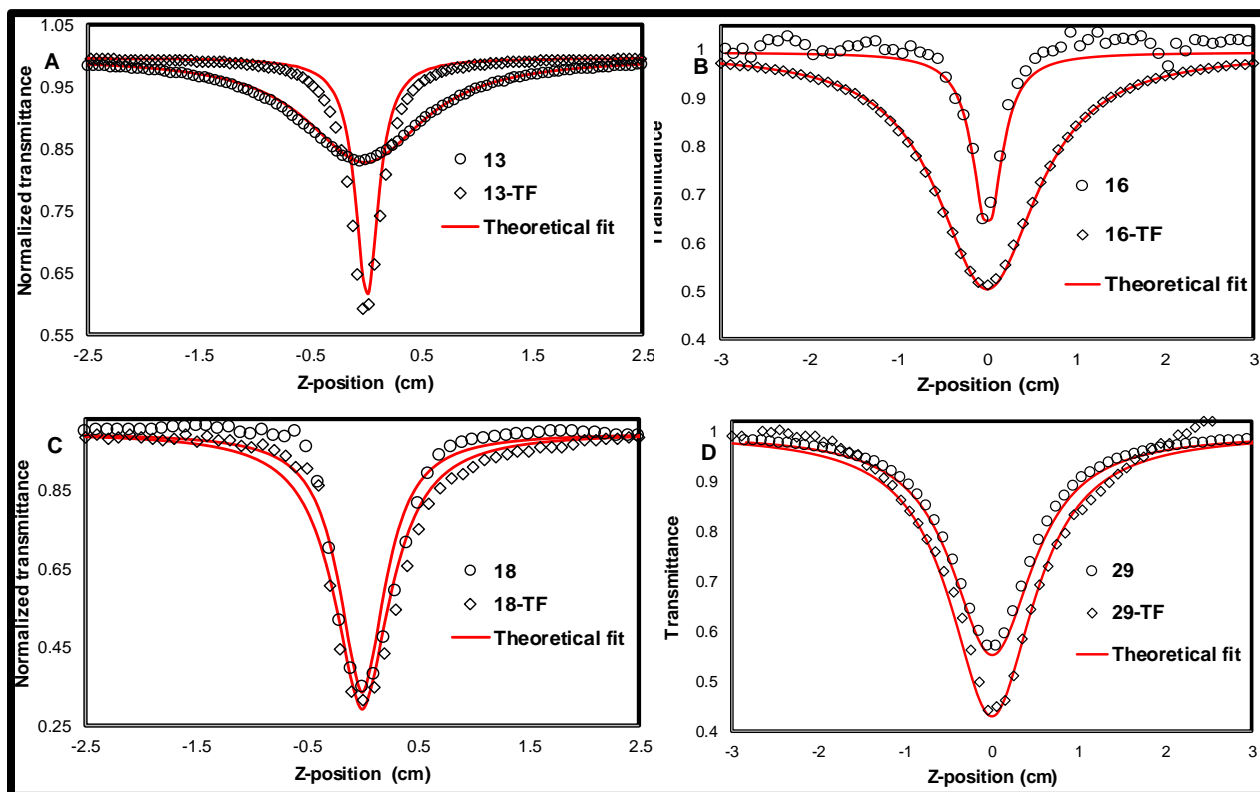 1.05
A
0.95
0.85
0.75
0.65
0.55
Normalized transmittance
13
13-TF
Theoretical fit
-2.5 -1.5 -0.5 0.5 1.5 2.5
Z-position (cm)
1
B
0.9
0.8
0.7
0.6
0.5
0.4
Transmittance
16
16-TF
Theoretical fit
-3 -2 -1 0 1 2 3
Z-position (cm)
C
0.85
0.65
0.45
0.25
Normalized transmittance
18
18-TF
Theoretical fit
-2.5 -1.5 -0.5 0.5 1.5 2.5
Z-position (cm)
1
D
0.9
0.8
0.7
0.6
0.5
0.4
Transmittance
29
29-TF
Theoretical fit
-3 -2 -1 0 1 2 3
Z-position (cm)